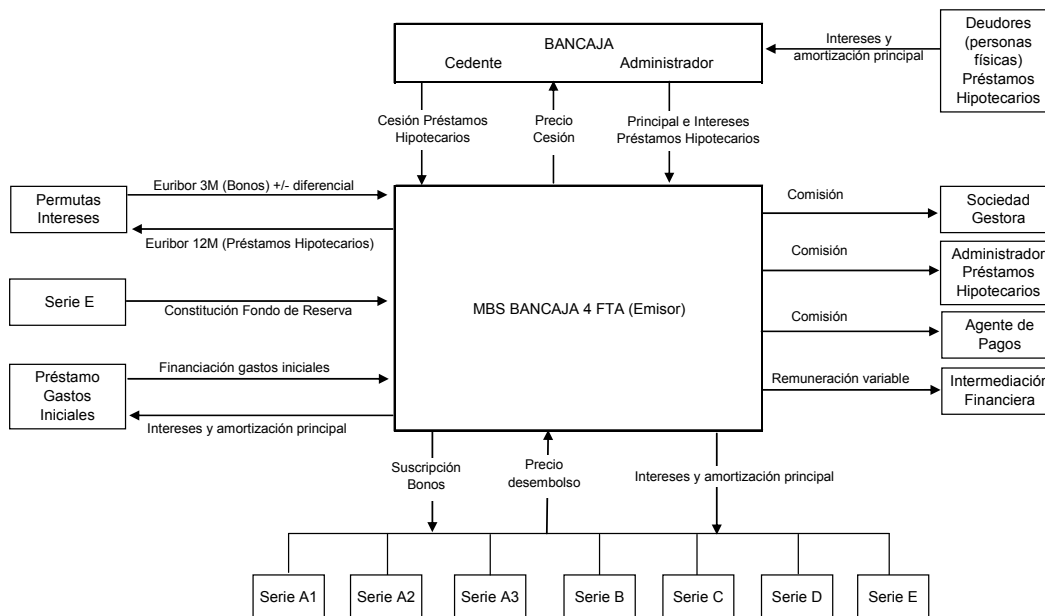 BANCAJA
Cedente
Administrador
Intereses y
amortización principal
Deudores
(personas
físicas)
Préstamos
Hipotecarios
Cesión Préstamos
Hipotecarios
Precio
Cesión
Principal e Intereses
Préstamos Hipotecarios
Permutas
Intereses
Euribor 3M (Bonos) +/- diferencial
Euribor 12M (Préstamos Hipotecarios)
Serie E
Constitución Fondo de Reserva
Préstamo
Gastos
Iniciales
Financiación gastos iniciales
Intereses y amortización principal
MBS BANCAJA 4 FTA (Emisor)
Comisión
Sociedad
Gestora
Comisión
Administrador
Préstamos
Hipotecarios
Comisión
Agente de
Pagos
Remuneración variable
Intermediación
Financiera
Suscripción
Bonos
Precio
desembolso
Intereses y amortización principal
Serie A1
Serie A2
Serie A3
Serie B
Serie C
Serie D
Serie E